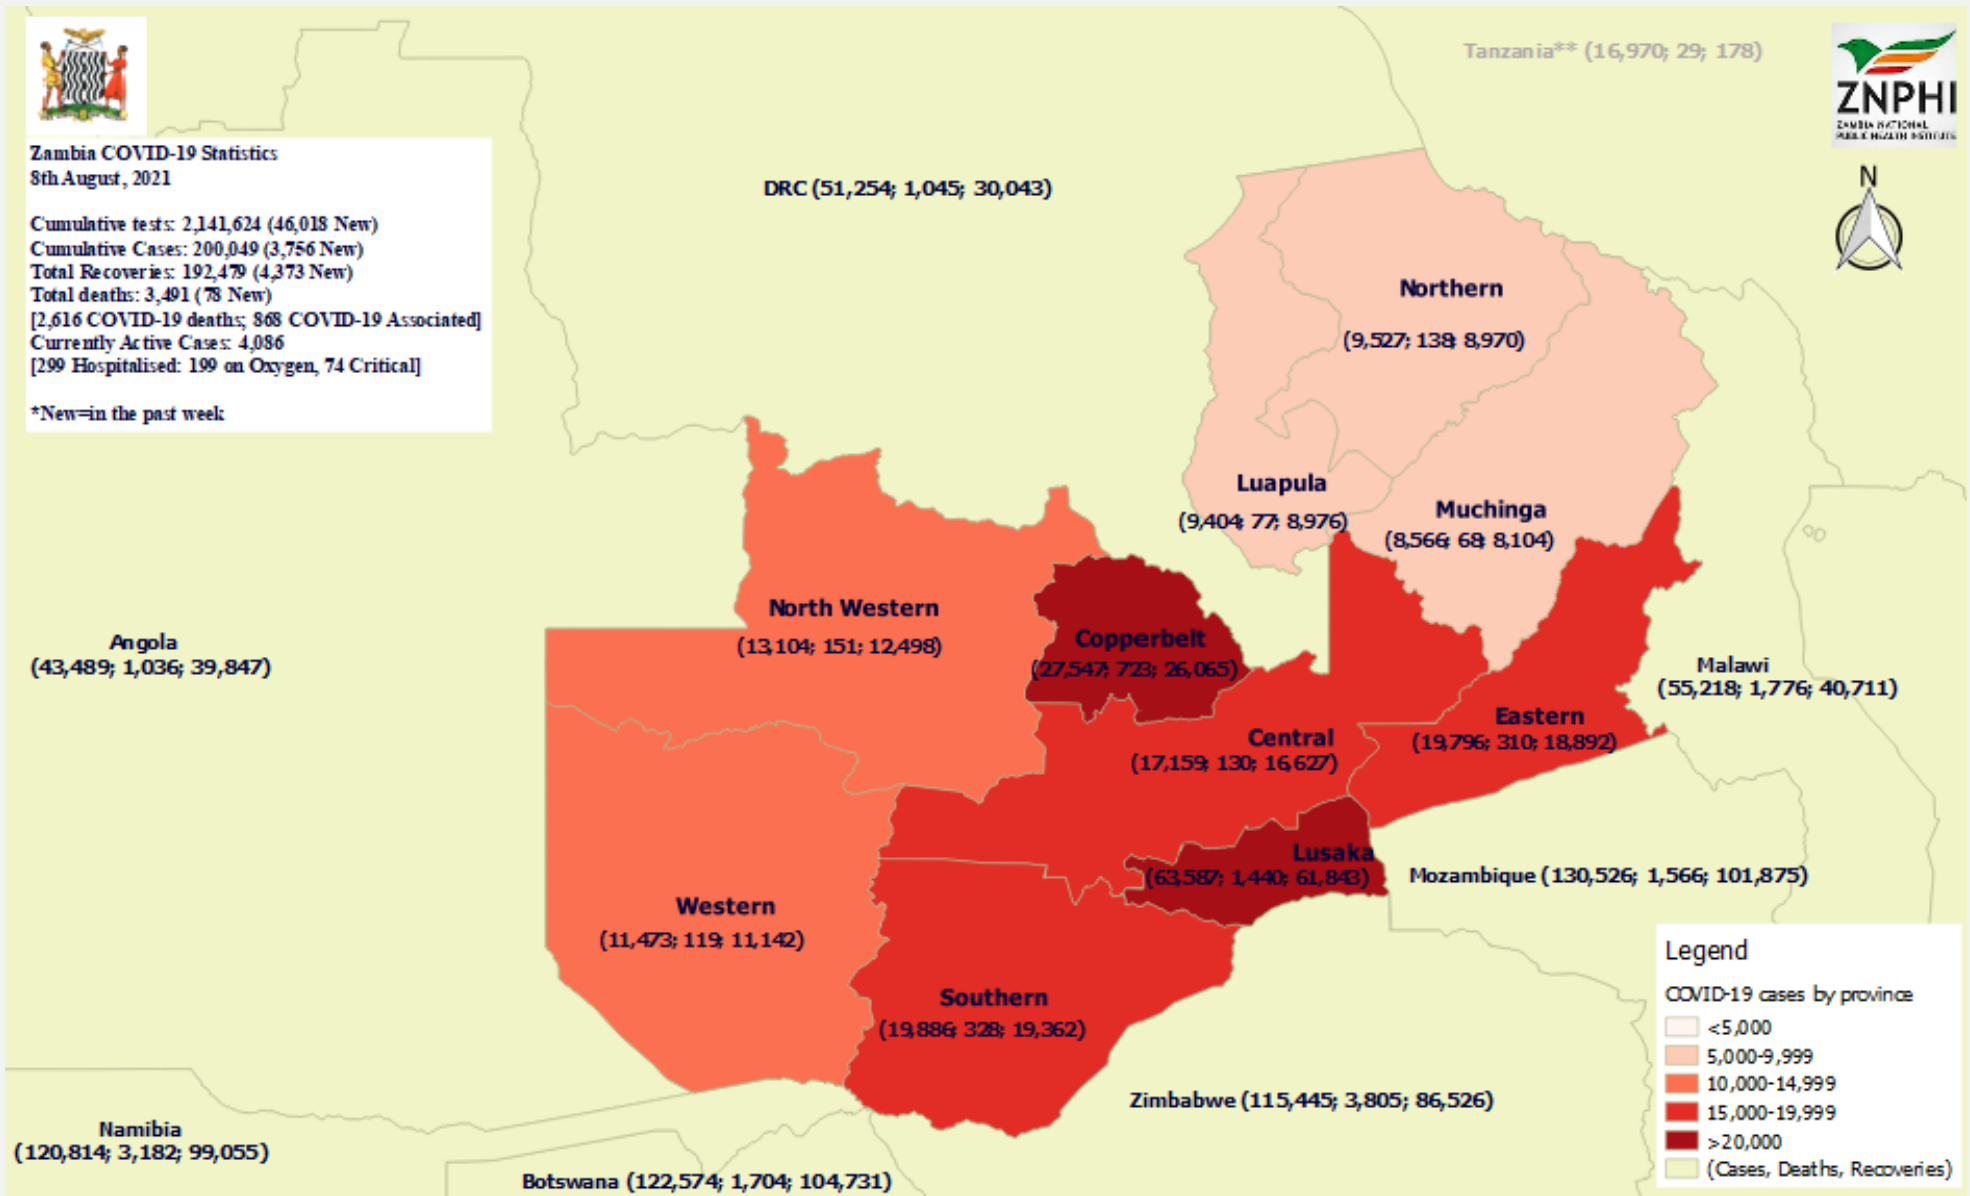 Tanzania** (16,970; 29; 178)
ZNPHI
ZAMBIA NATIONAL
PUBLIC HEALTH INSTITUTE
Zambia COVID-19 Statistics
8th August, 2021
Cumulative tests: 2,141,624 (46,018 New)
Cumulative Cases: 200,049 (3,756 New)
Total Recoveries: 192,479 (4,373 New)
Total deaths: 3,491 (78 New)
[2,616 COVID-19 deaths; 868 COVID-19 Associated]
Currently Active Cases: 4,086
[299 Hospitalised: 199 on Oxygen, 74 Critical]
*New=in the past week
N
DRC (51,254; 1,045; 30,043)
Northern
(9,527; 138; 8,970)
Luapula
(9,404; 77; 8,976)
Muchinga
(8,566; 68; 8,104)
North Western
(13,104; 151; 12,498)
Copperbelt
(27,547; 723; 26,065)
Angola
(43,489; 1,036; 39,847)
Malawi
(55,218; 1,776; 40,711)
Eastern
(19,796; 310; 18,892)
Central
(17,159; 130; 16,627)
Lusaka
(63,587; 1,440; 61,843)
Mozambique (130,526; 1,566; 101,875)
Western
(11,473; 119; 11,142)
Southern
(19,886; 328; 19,362)
Zimbabwe (115,445; 3,805; 86,526)
Namibia
(120,814; 3,182; 99,055)
Botswana (122,574; 1,704; 104,731)
Legend
COVID-19 cases by province
<5,000
5,000-9,999
10,000-14,999
15,000-19,999
>20,000
(Cases, Deaths, Recoveries)